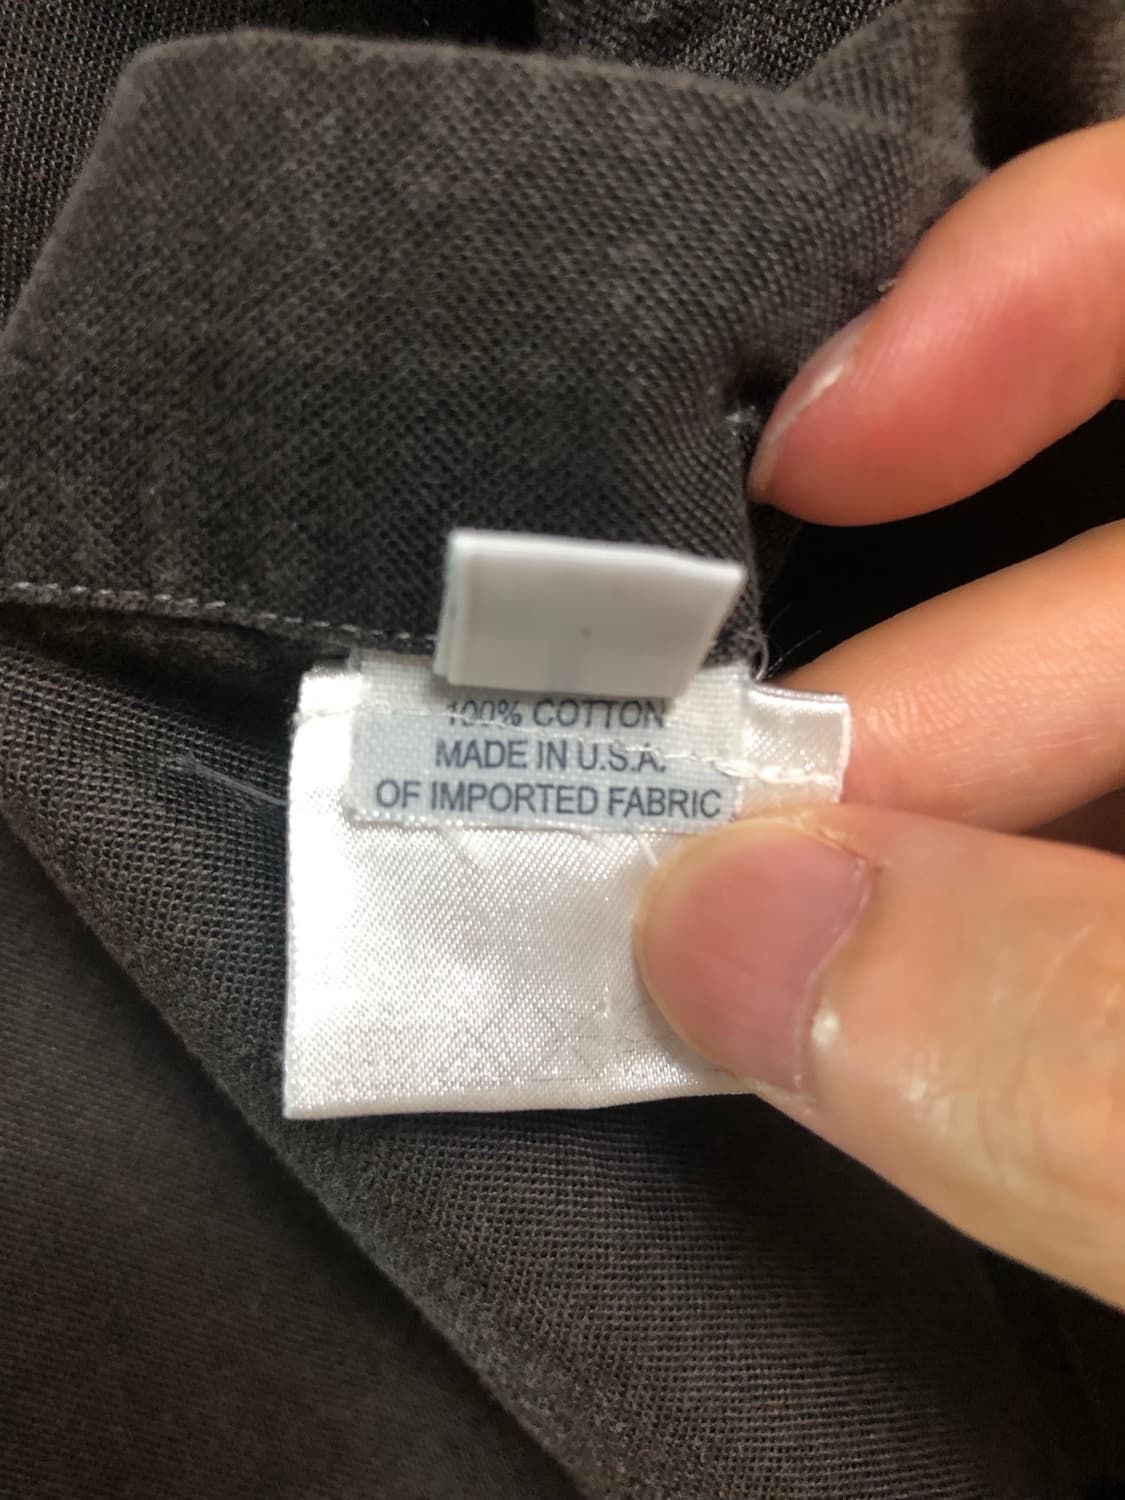 100% COTTON
MADE IN U.S.A.
OF IMPORTED FABRIC